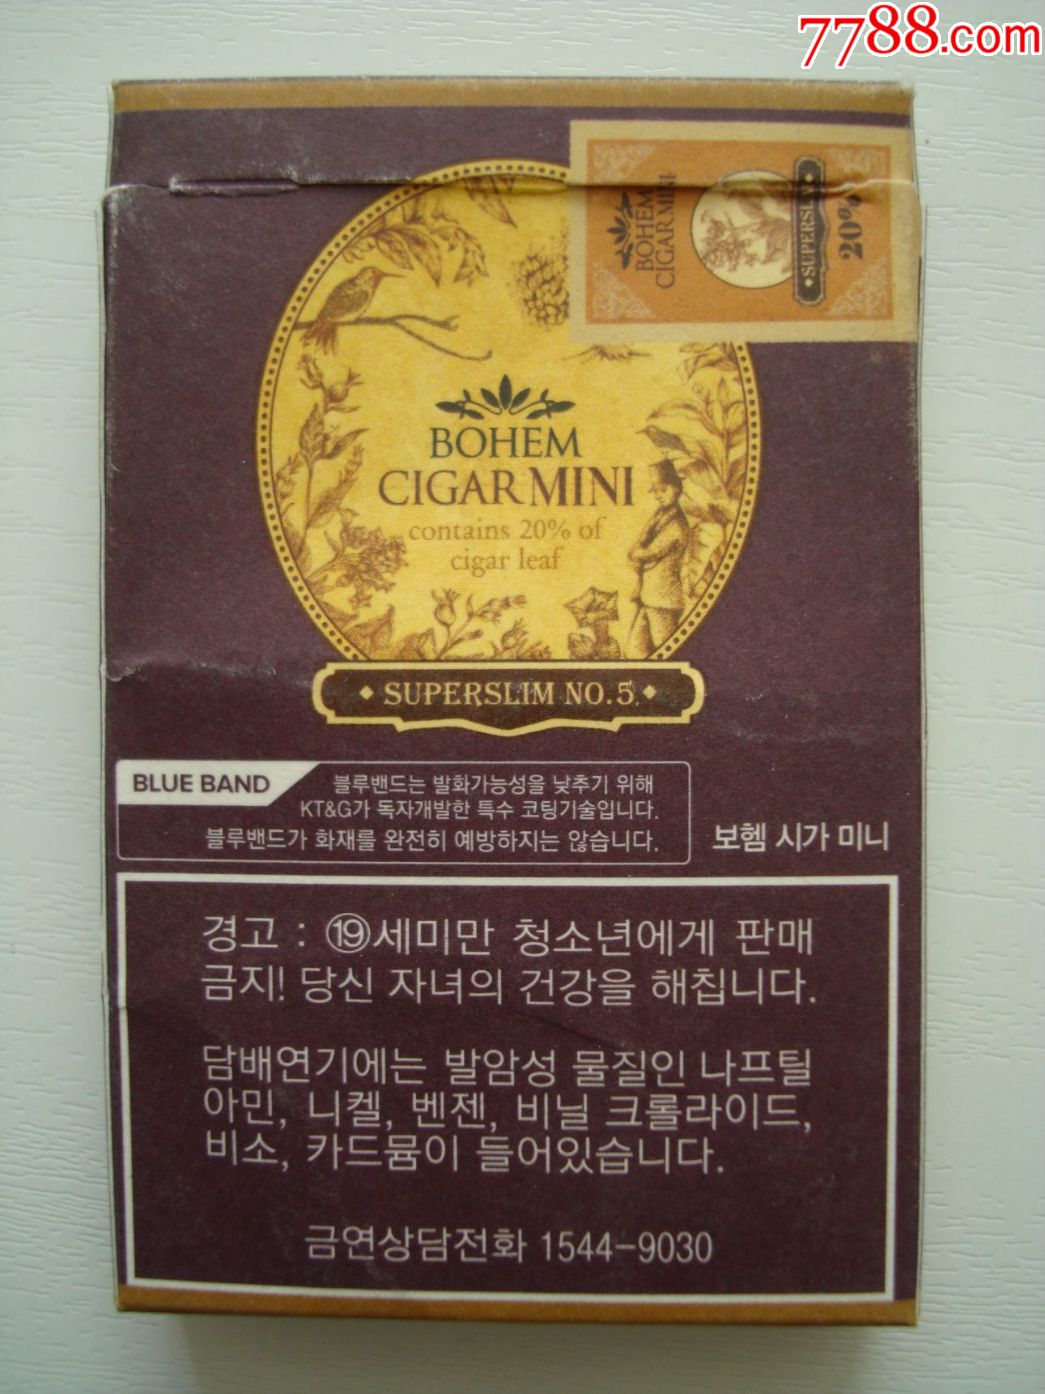 7788.com
BOHEM
CIGAR MINI
SUPERSLIM
20%
BOHEM
CIGAR MINI
contains 20% of
cigar leaf
SUPERSLIM NO.5
BLUE BAND
블루밴드는 발화가능성을 낮추기 위해
KT&G가 독자개발한 특수 코팅기술입니다.
블루밴드가 화재를 완전히 예방하지는 않습니다.
보헴 시가 미니
경고 : ⑲세미만 청소년에게 판매
금지! 당신 자녀의 건강을 해칩니다.
담배연기에는 발암성 물질인 나프틸
아민, 니켈, 벤젠, 비닐 크롤라이드,
비소, 카드뮴이 들어있습니다.
금연상담전화 1544-9030